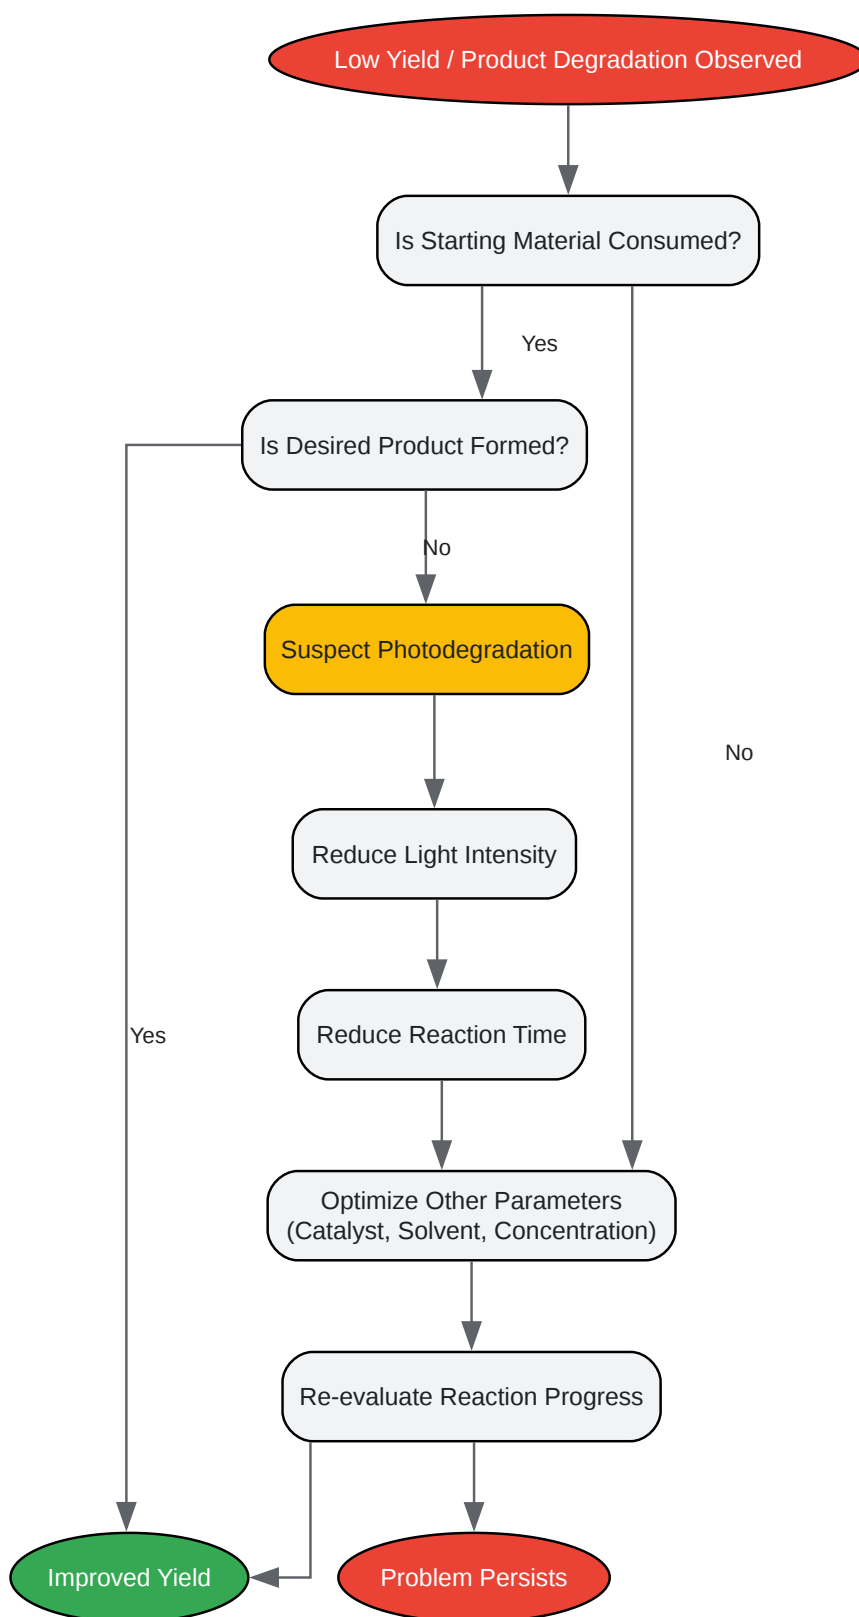 Low Yield / Product Degradation Observed
Is Starting Material Consumed?
Yes
Is Desired Product Formed?
No
Suspect Photodegradation
No
Reduce Light Intensity
Reduce Reaction Time
Yes
Optimize Other Parameters
(Catalyst, Solvent, Concentration)
Re-evaluate Reaction Progress
Improved Yield
Problem Persists